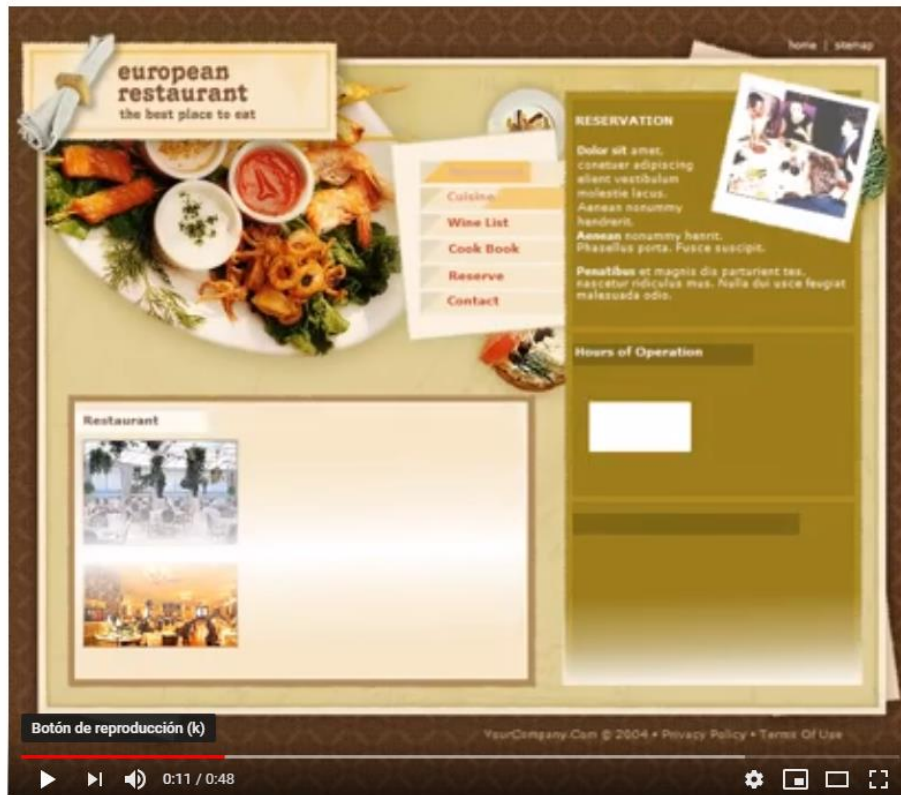 home | sitemap
european
restaurant
the best place to eat
Cuisine
Wine List
Cook Book
Reserve
Contact
RESERVATION
Dolor sit amet,
conetuer adipiscing
elient vestibulum
molestie lacus.
Aenean nonummy
hendrerit.
Aenean nonummy henrit.
Phasellus porta. Fusce suscipit.
Penatibus et magnis dis parturient tes.
nascetur ridiculus mus. Nulla dui usce feugiat
malesuada odio.
Hours of Operation
Restaurant
YourCompany.Com © 2004 • Privacy Policy • Terms Of Use
Botón de reproducción (k)
0:11 / 0:48